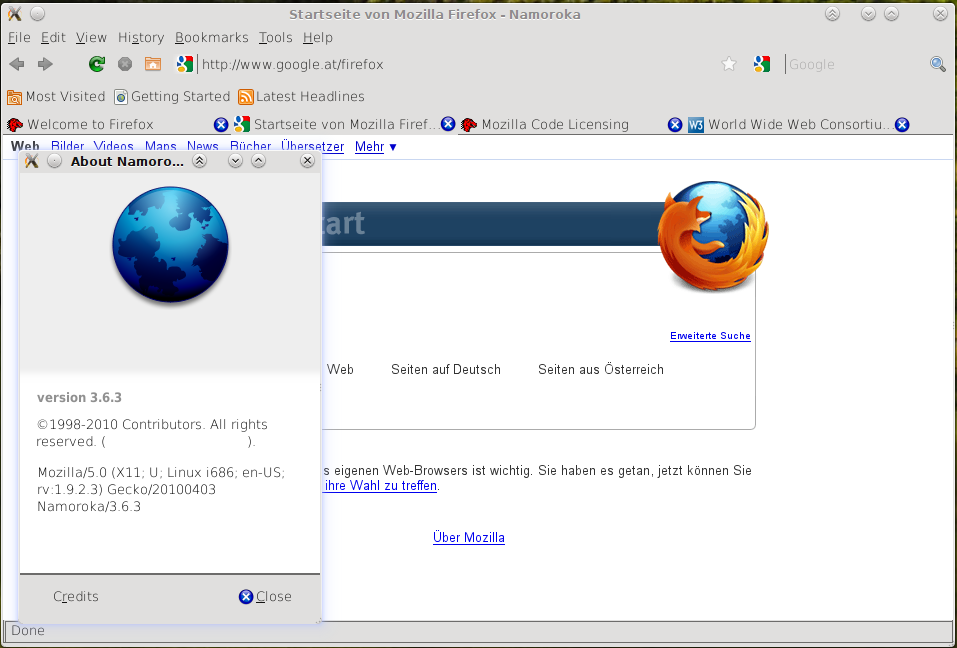 Startseite von Mozilla Firefox - Namoroka
File Edit View History Bookmarks Tools Help
http://www.google.at/firefox Google
Most Visited Getting Started Latest Headlines
Welcome to Firefox Startseite von Mozilla Firef... Mozilla Code Licensing W3 World Wide Web Consortiu...
Web Bilder Videos Maps News Bücher Übersetzer Mehr ▼
About Namoro...
tart
Erweiterte Suche
Web Seiten auf Deutsch Seiten aus Österreich
version 3.6.3
©1998-2010 Contributors. All rights
reserved. ( ).
Mozilla/5.0 (X11; U; Linux i686; en-US;
rv:1.9.2.3) Gecko/20100403
Namoroka/3.6.3
s eigenen Web-Browsers ist wichtig. Sie haben es getan, jetzt können Sie
ihre Wahl zu treffen.
Über Mozilla
Credits Close
Done